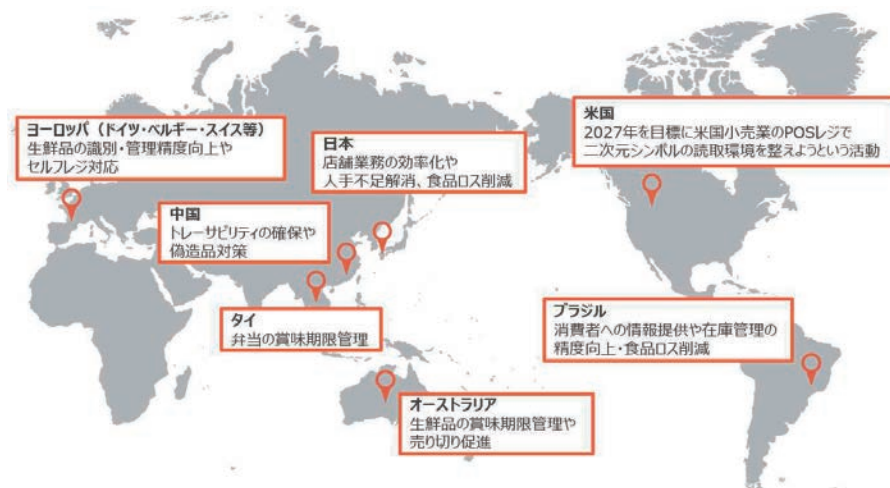 ヨーロッパ（ドイツ・ベルギー・スイス等）
生鮮品の識別・管理精度向上や
セルフレジ対応
日本
店舗業務の効率化や
人手不足解消、食品ロス削減
米国
2027年を目標に米国小売業のPOSレジで
二次元シンボルの読取環境を整えようという活動
中国
トレーサビリティの確保や
偽造品対策
タイ
弁当の賞味期限管理
ブラジル
消費者への情報提供や在庫管理の
精度向上・食品ロス削減
オーストラリア
生鮮品の賞味期限管理や
売り切り促進